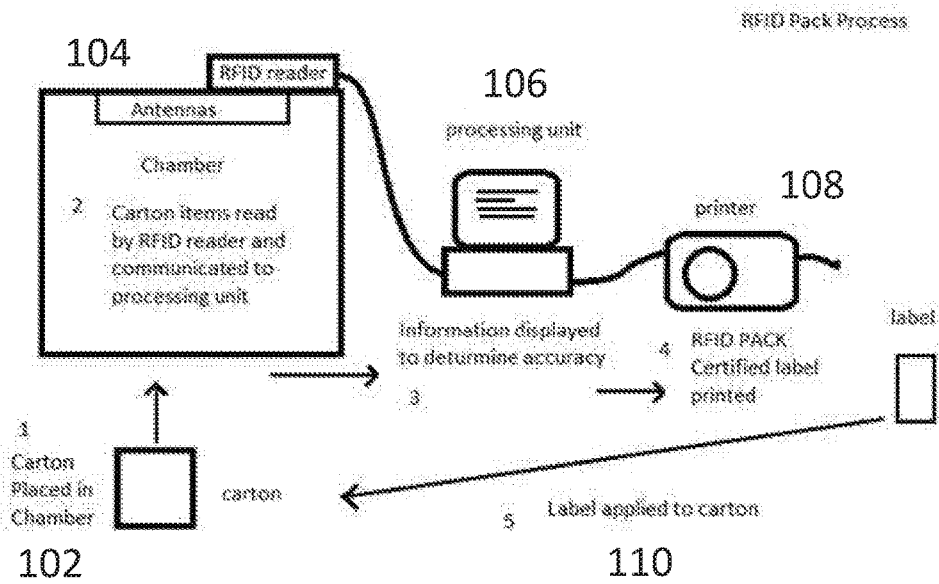 RFID Pack Process
104
RFID reader
Antennas
Chamber
2
Carton items read
by RFID reader and
communicated to
processing unit
106
processing unit
108
printer
label
Information displayed
to deturmine accuracy
3
4
RFID PACK
Certified label
printed
1
Carton
Placed in
Chamber
carton
102
5
Label applied to carton
110